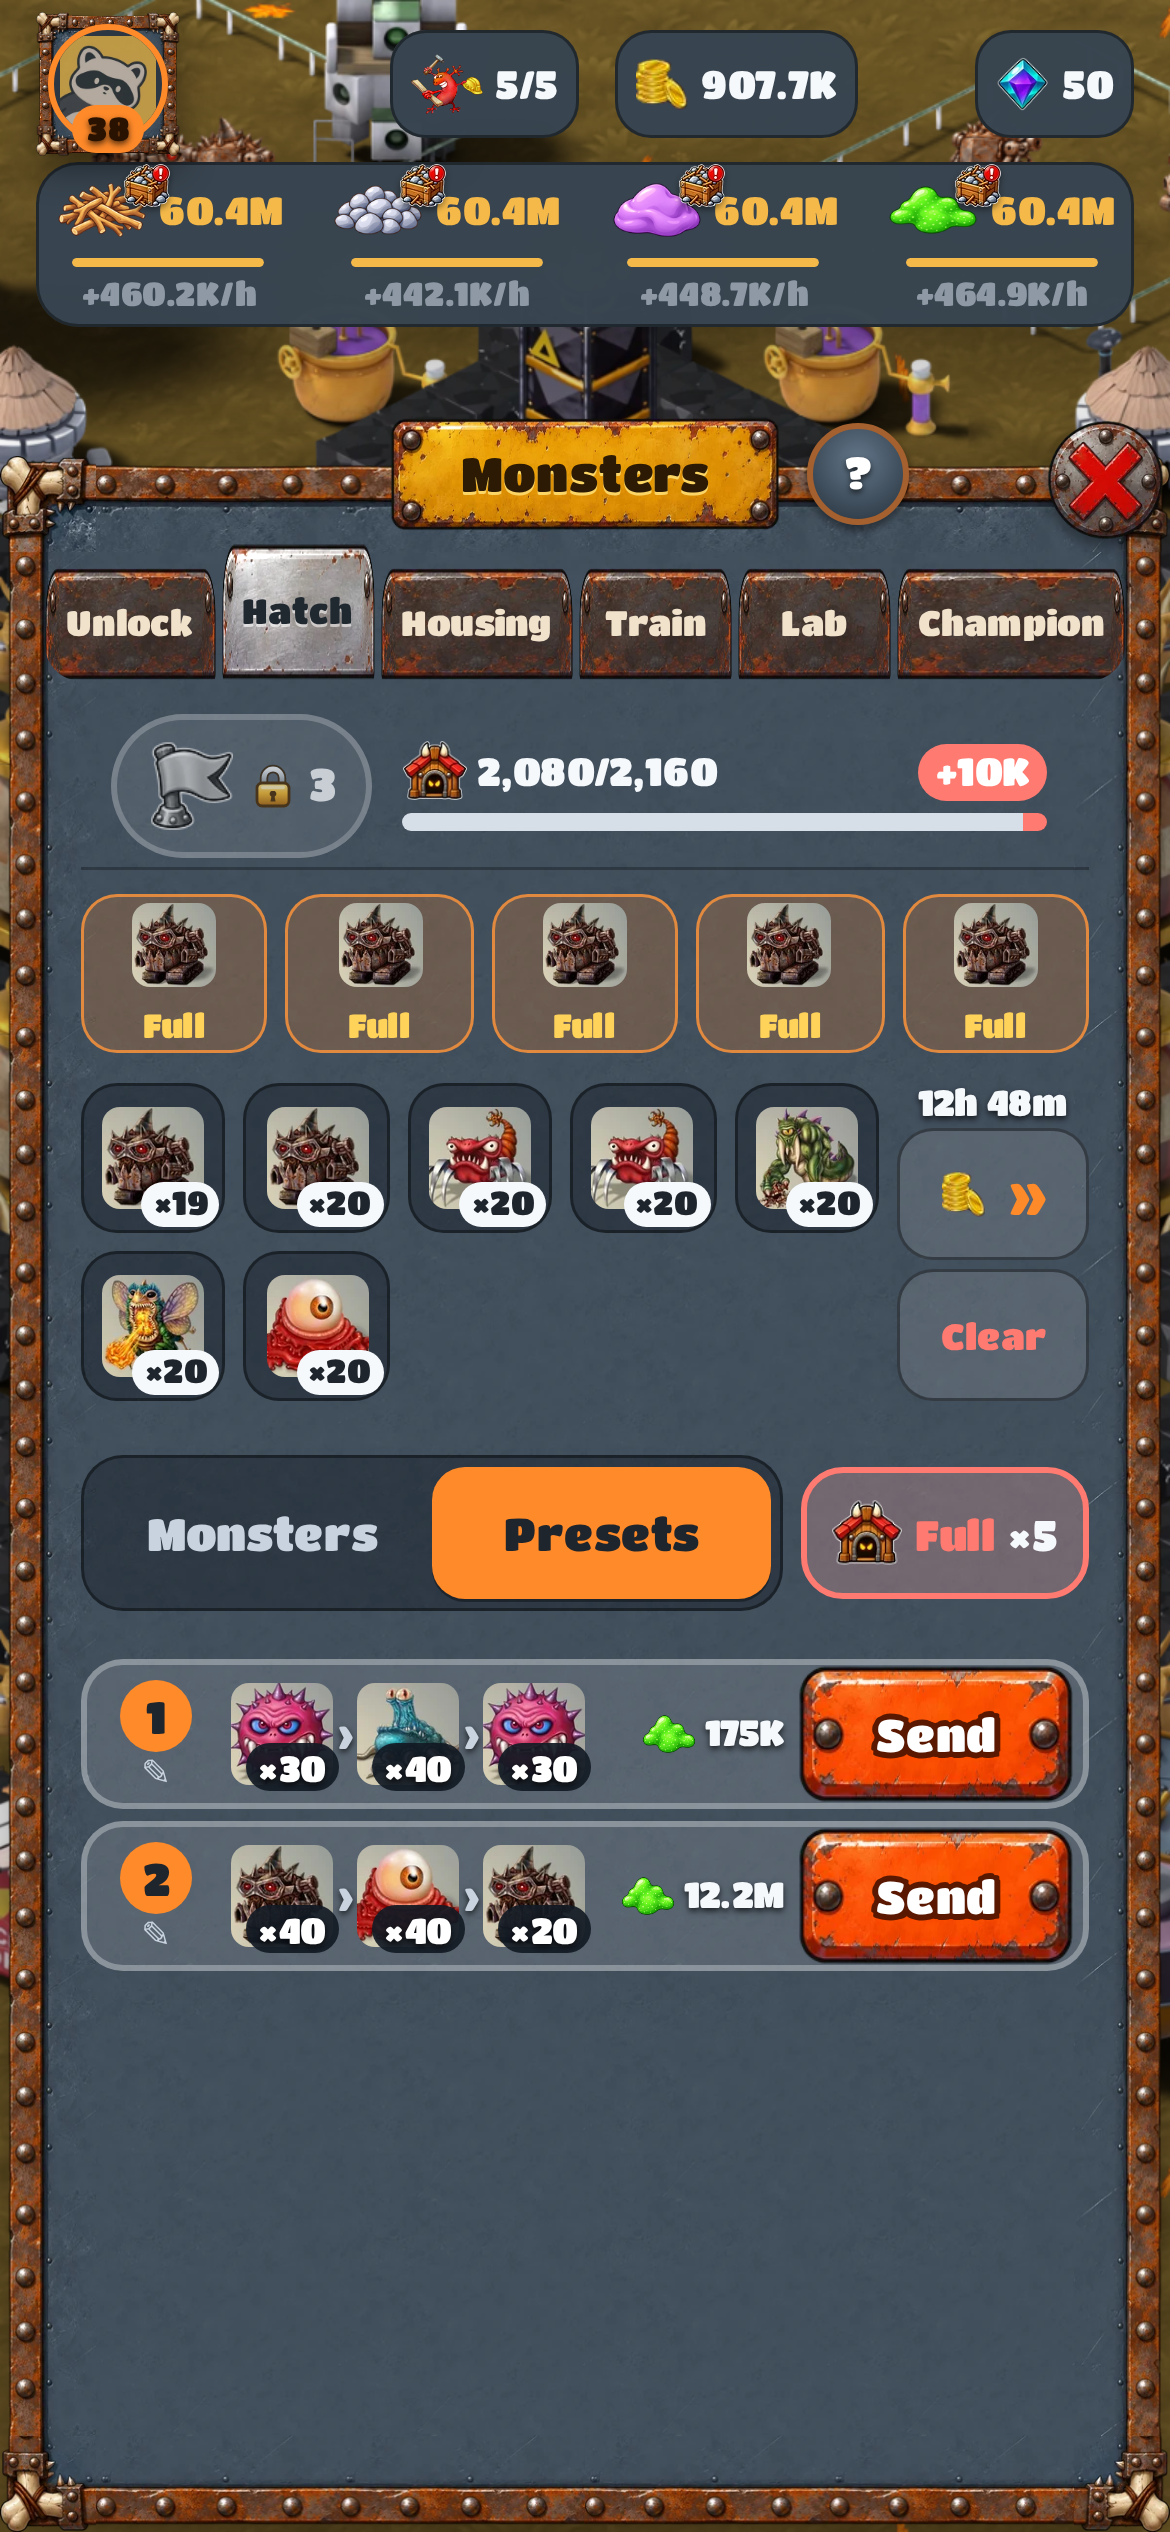 38
5/5
907.7K
50
60.4M
60.4M
60.4M
60.4M
+460.2K/h
+442.1K/h
+448.7K/h
+464.9K/h
Monsters
?
Unlock
Hatch
Housing
Train
Lab
Champion
3
2,080/2,160
+10K
Full
Full
Full
Full
Full
×19
×20
×20
×20
×20
12h 48m
×20
×20
Clear
Monsters
Presets
Full ×5
1
×30
×40
×30
175K
Send
2
×40
×40
×20
12.2M
Send